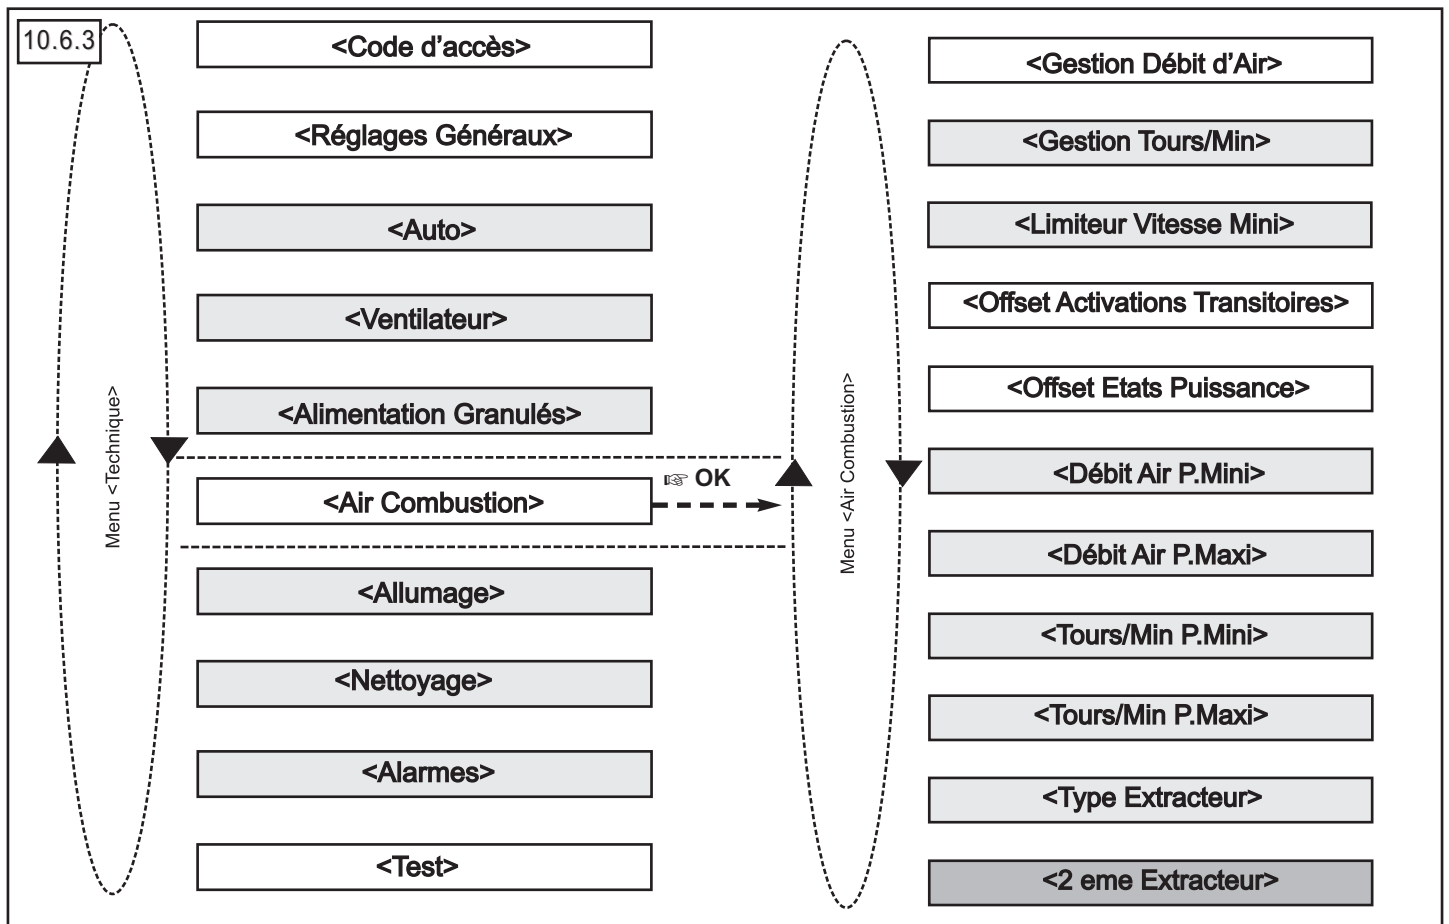 10.6.3
Menu <Technique>
<Code d'accès>
<Réglages Généraux>
<Auto>
<Ventilateur>
<Alimentation Granulés>
<Air Combustion>
☞ OK
<Allumage>
<Nettoyage>
<Alarmes>
<Test>
Menu <Air Combustion>
<Gestion Débit d'Air>
<Gestion Tours/Min>
<Limiteur Vitesse Mini>
<Offset Activations Transitoires>
<Offset Etats Puissance>
<Débit Air P.Mini>
<Débit Air P.Maxi>
<Tours/Min P.Mini>
<Tours/Min P.Maxi>
<Type Extracteur>
<2 eme Extracteur>